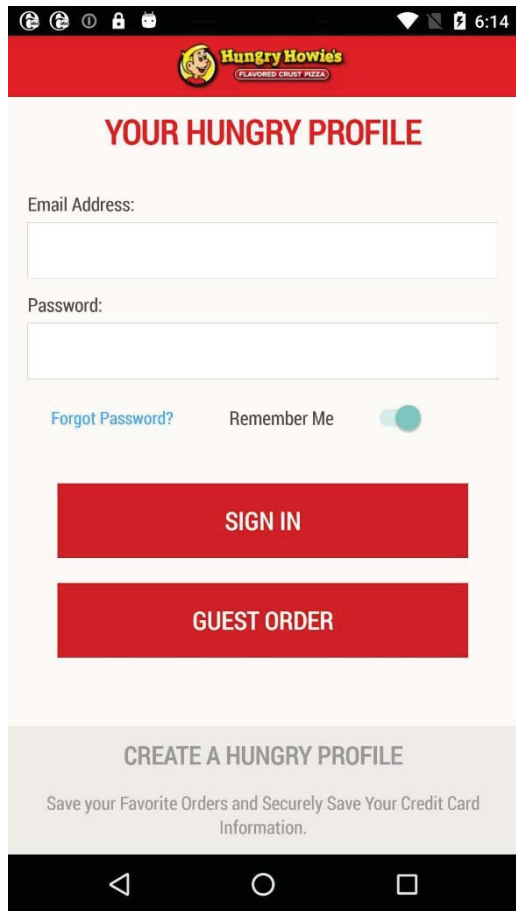 6:14
Hungry Howie's
FLAVORED CRUST PIZZA
YOUR HUNGRY PROFILE
Email Address:
Password:
Forgot Password? Remember Me
SIGN IN
GUEST ORDER
CREATE A HUNGRY PROFILE
Save your Favorite Orders and Securely Save Your Credit Card
Information.